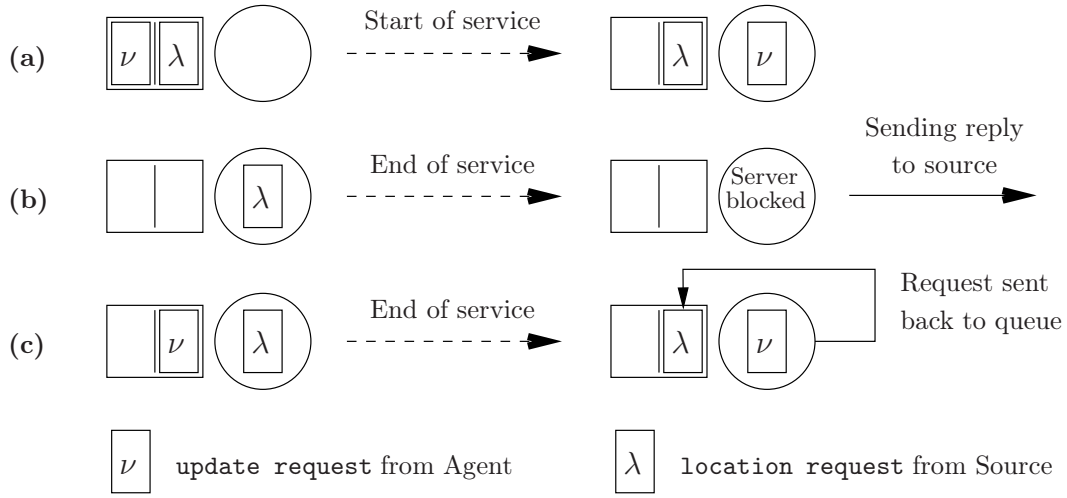 (a)
ν λ
Start of service
λ ν
(b)
λ
End of service
Server
blocked
Sending reply
to source
(c)
ν λ
End of service
λ ν
Request sent
back to queue
ν update request from Agent
λ location request from Source